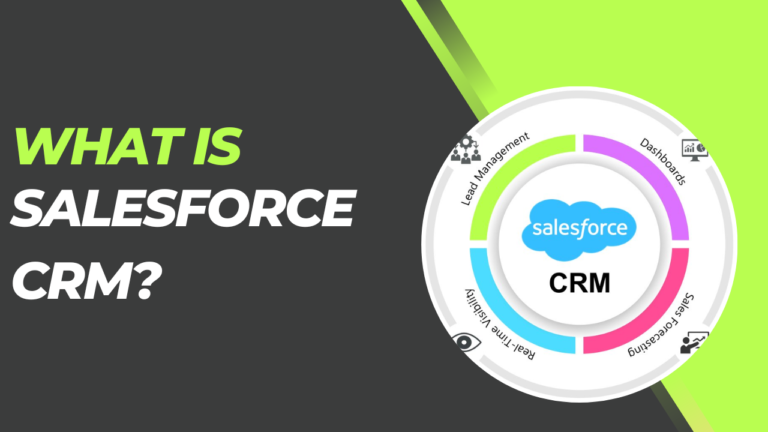 WHAT IS
SALESFORCE
CRM?
Lead Management
Dashboards
salesforce
CRM
Real-Time Visibility
Sales Forecasting